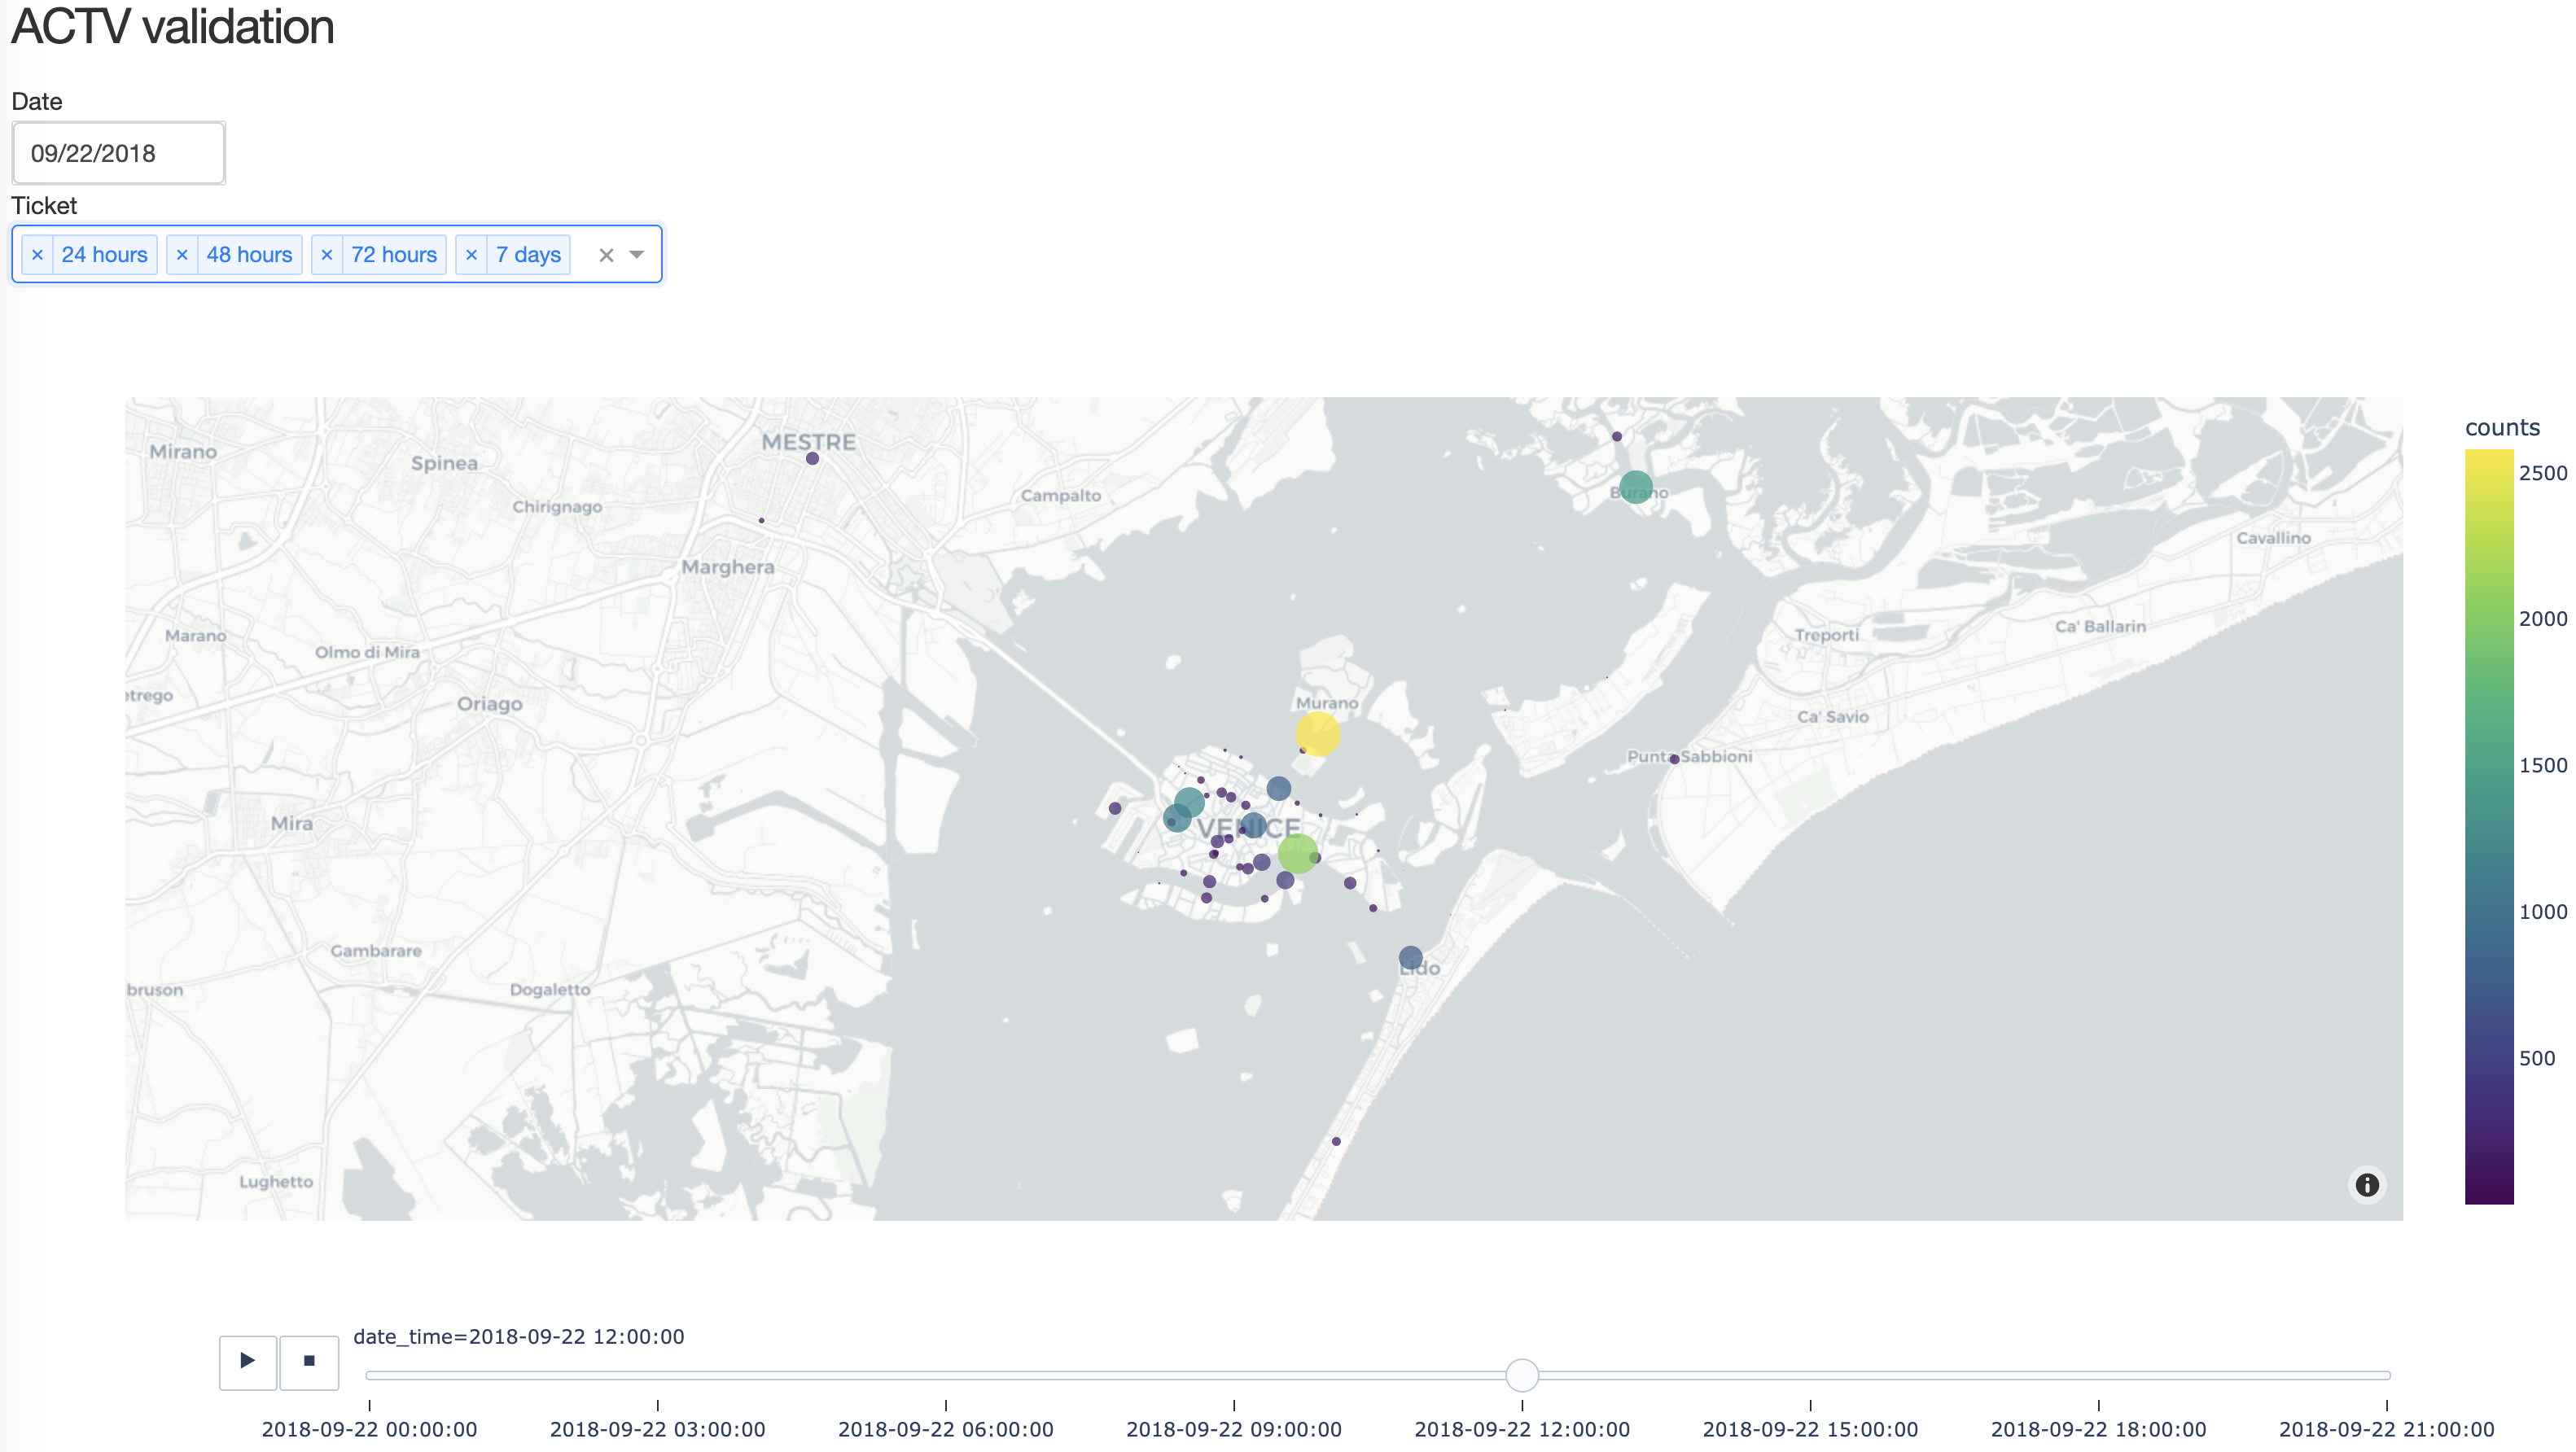 ACTV validation
Date
09/22/2018
Ticket
× 24 hours × 48 hours × 72 hours × 7 days ×
counts
2500
2000
1500
1000
500
MESTRE
Mirano
Spinea
Chirignago
Campalto
Burano
Cavallino
Marghera
Marano
Olmo di Mira
Treporti
Ca' Ballarin
etrego
Oriago
Murano
Ca' Savio
Punta Sabbioni
Mira
VENICE
Gambarare
Lido
bruson
Dogaletto
Lughetto
date_time=2018-09-22 12:00:00
2018-09-22 00:00:00 2018-09-22 03:00:00 2018-09-22 06:00:00 2018-09-22 09:00:00 2018-09-22 12:00:00 2018-09-22 15:00:00 2018-09-22 18:00:00 2018-09-22 21:00:00